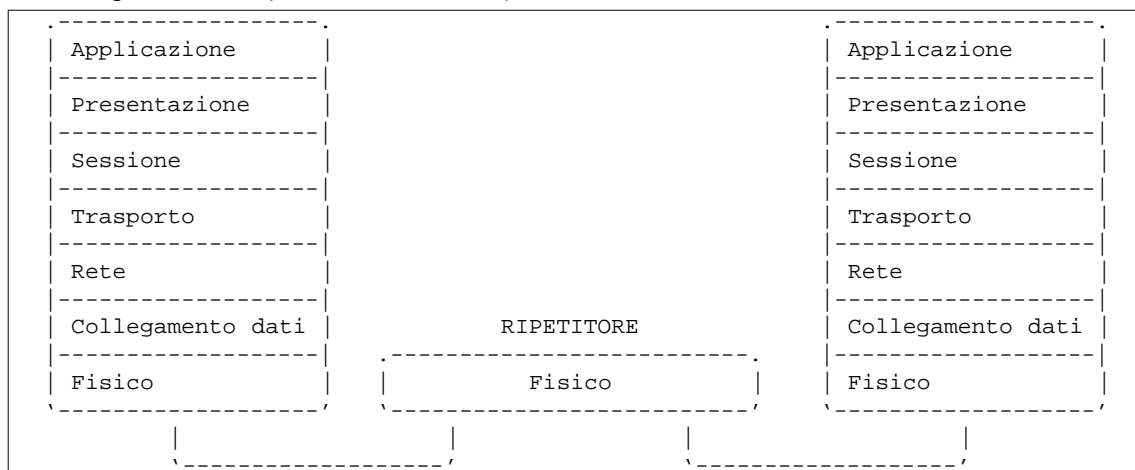 Applicazione Applicazione
Presentazione Presentazione
Sessione Sessione
Trasporto Trasporto
Rete Rete
Collegamento dati RIPETITORE Collegamento dati
Fisico Fisico Fisico